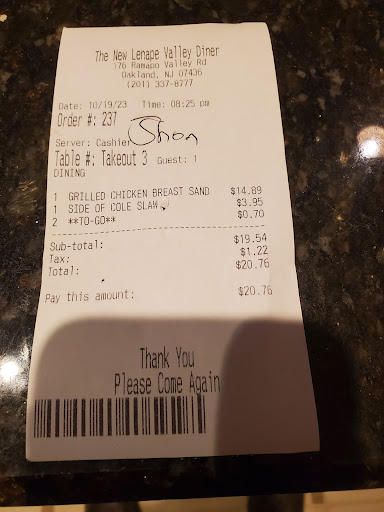 The New Lenape Valley Diner
176 Ramapo Valley Rd
Oakland, NJ 07436
(201) 337-8777
Date: 10/19/23 Time: 08:25 pm
Order #: 237
Shon
Server: Cashier
Table #: Takeout 3 Guest: 1
DINING
1 GRILLED CHICKEN BREAST SAND $14.89
1 SIDE OF COLE SLAW $3.95
2 **TO-GO** $0.70
Sub-total: $19.54
Tax: $1.22
Total: $20.76
Pay this amount: $20.76
Thank You
Please Come Again